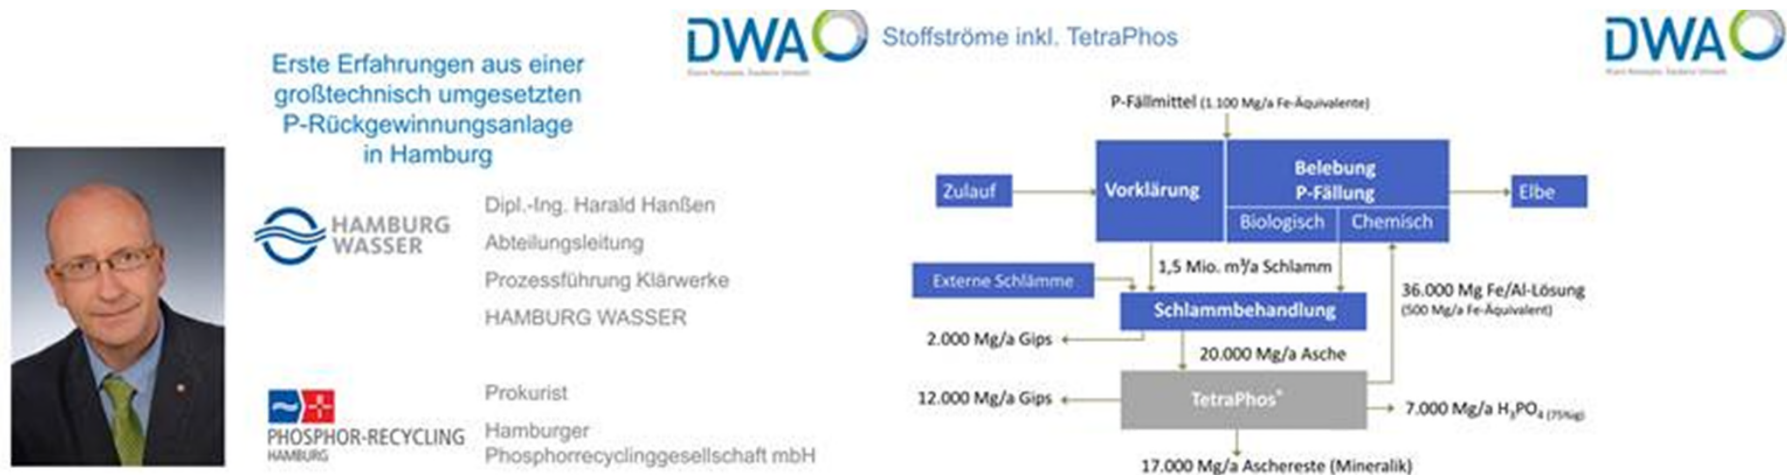 DWA
Erste Erfahrungen aus einer
großtechnisch umgesetzten
P-Rückgewinnungsanlage
in Hamburg
HAMBURG
WASSER
Dipl.-Ing. Harald Hanßen
Abteilungsleitung
Prozessführung Klärwerke
HAMBURG WASSER
PHOSPHOR-RECYCLING
HAMBURG
Prokurist
Hamburger
Phosphorrecyclinggesellschaft mbH
Stoffströme inkl. TetraPhos
DWA
P-Fällmittel (1.100 Mg/a Fe-Äquivalente)
Zulauf
Vorklärung
Belebung
P-Fällung
Biologisch
Chemisch
Elbe
Externe Schlämme
1,5 Mio. m³/a Schlamm
Schlammbehandlung
36.000 Mg Fe/Al-Lösung
(500 Mg/a Fe-Äquivalent)
2.000 Mg/a Gips
20.000 Mg/a Asche
12.000 Mg/a Gips
TetraPhos®
7.000 Mg/a H₃PO₄ (75%ig)
17.000 Mg/a Aschereste (Mineralik)